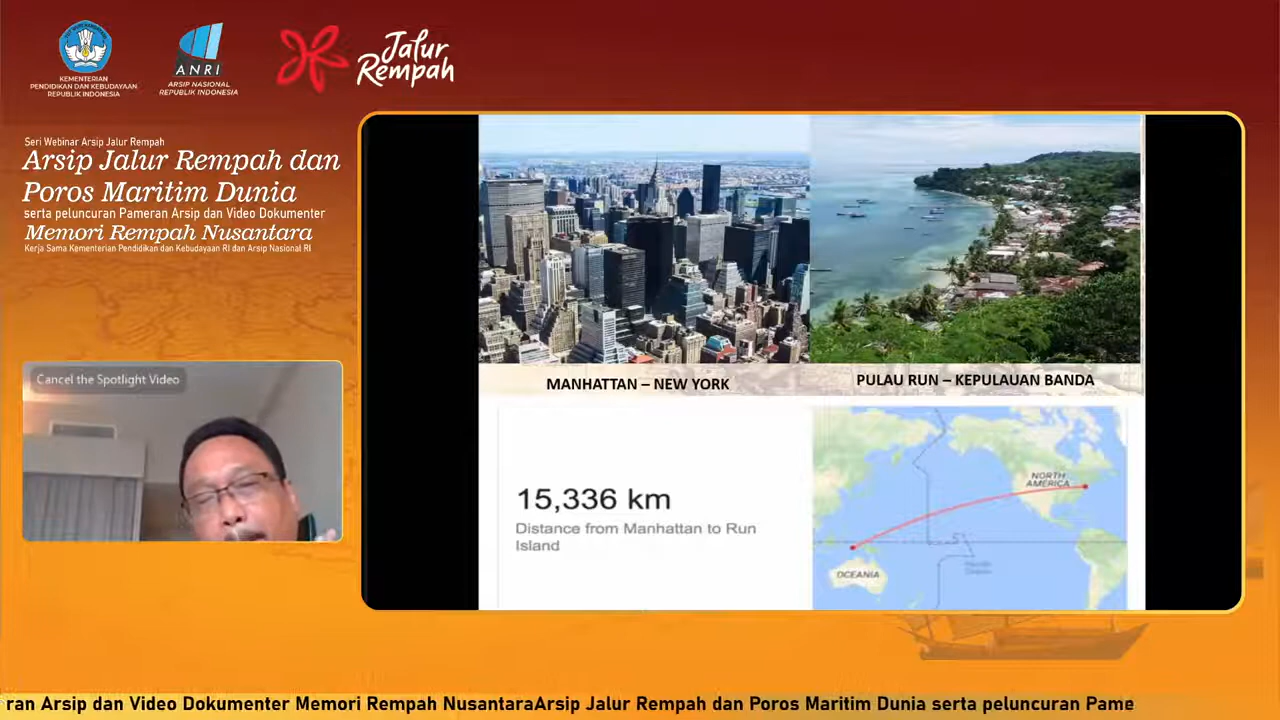 KEMENTERIAN
PENDIDIKAN DAN KEBUDAYAAN
REPUBLIK INDONESIA
ANRI
ARSIP NASIONAL
REPUBLIK INDONESIA
Jalur
Rempah
Seri Webinar Arsip Jalur Rempah
Arsip Jalur Rempah dan
Poros Maritim Dunia
serta peluncuran Pameran Arsip dan Video Dokumenter
Memori Rempah Nusantara
Kerja Sama Kementerian Pendidikan dan Kebudayaan RI dan Arsip Nasional RI
Cancel the Spotlight Video
MANHATTAN – NEW YORK
PULAU RUN – KEPULAUAN BANDA
15,336 km
Distance from Manhattan to Run
Island
NORTH
AMERICA
OCEANIA
ran Arsip dan Video Dokumenter Memori Rempah NusantaraArsip Jalur Rempah dan Poros Maritim Dunia serta peluncuran Pame